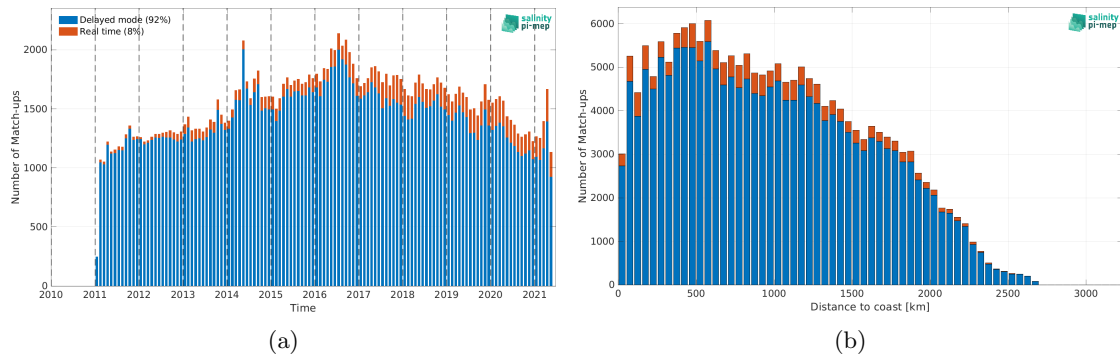 Delayed mode (92%)
Real time (8%)
salinity
pi-mep
2000
1500
1000
500
0
Number of Match-ups
2010 2011 2012 2013 2014 2015 2016 2017 2018 2019 2020 2021
Time
(a)
salinity
pi-mep
6000
5000
4000
3000
2000
1000
0
Number of Match-ups
0 500 1000 1500 2000 2500 3000
Distance to coast [km]
(b)